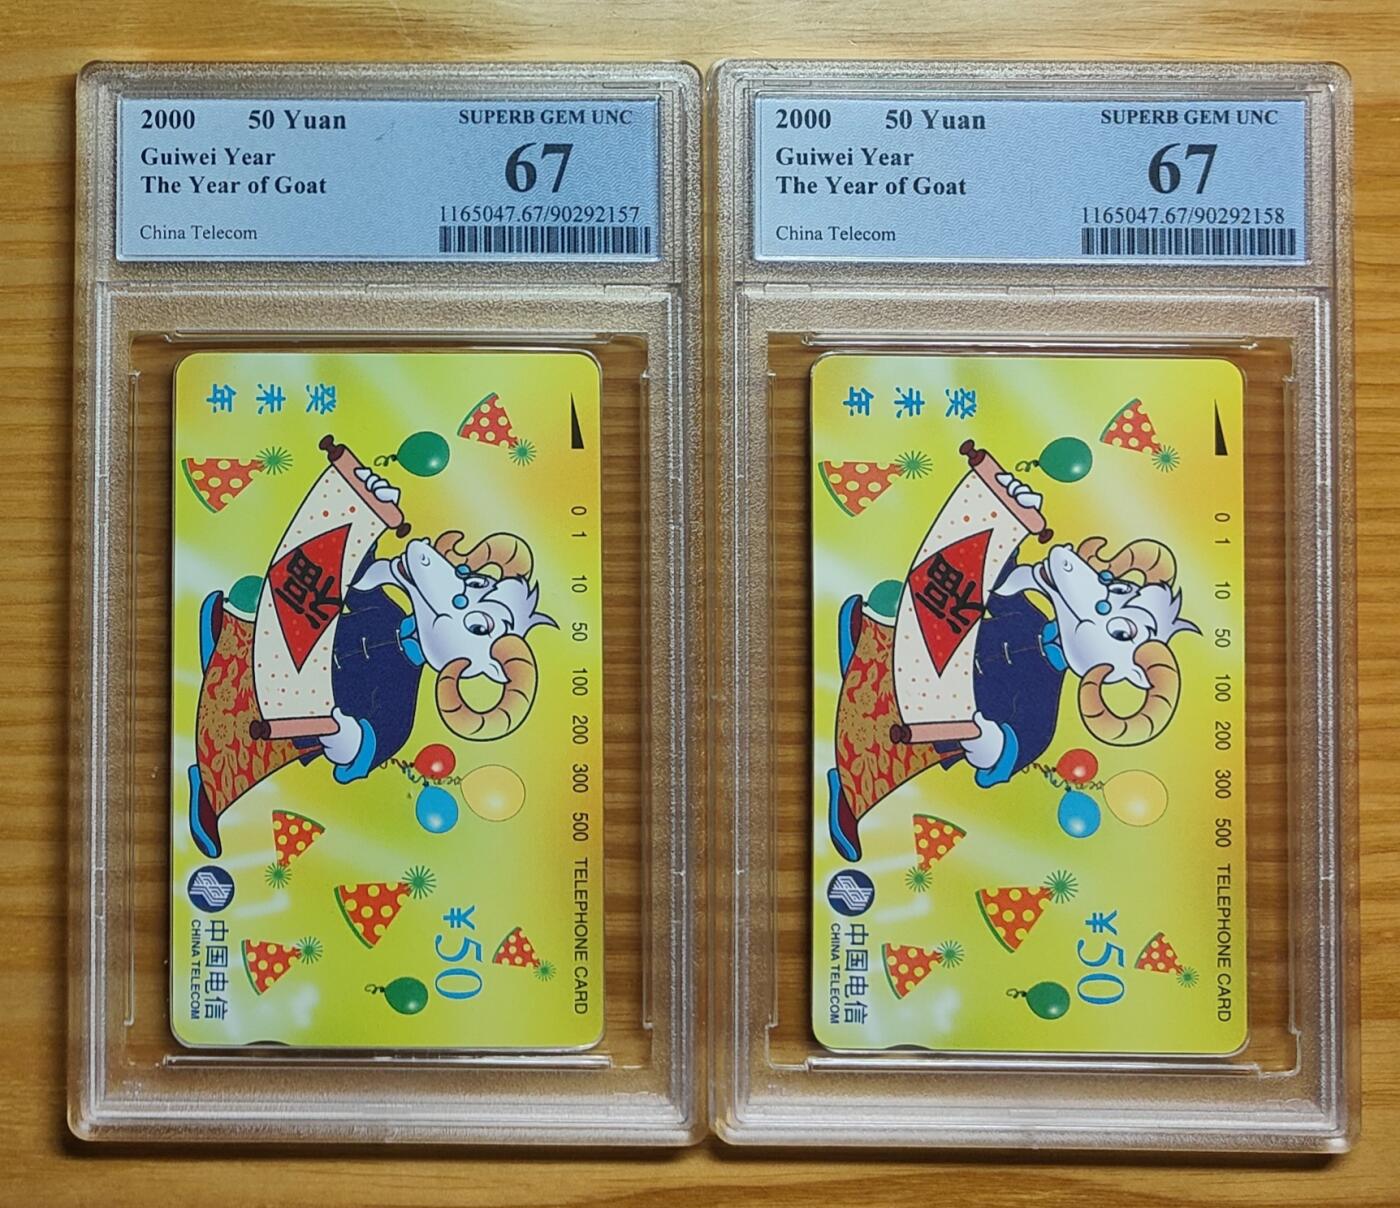 2000 50 Yuan SUPERB GEM UNC
Guiwei Year 67
The Year of Goat
1165047.67/90292157
China Telecom
癸未年
福
0 1 10 50 100 200 300 500 TELEPHONE CARD
¥50
中国电信
CHINA TELECOM
2000 50 Yuan SUPERB GEM UNC
Guiwei Year 67
The Year of Goat
1165047.67/90292158
China Telecom
癸未年
福
0 1 10 50 100 200 300 500 TELEPHONE CARD
¥50
中国电信
CHINA TELECOM